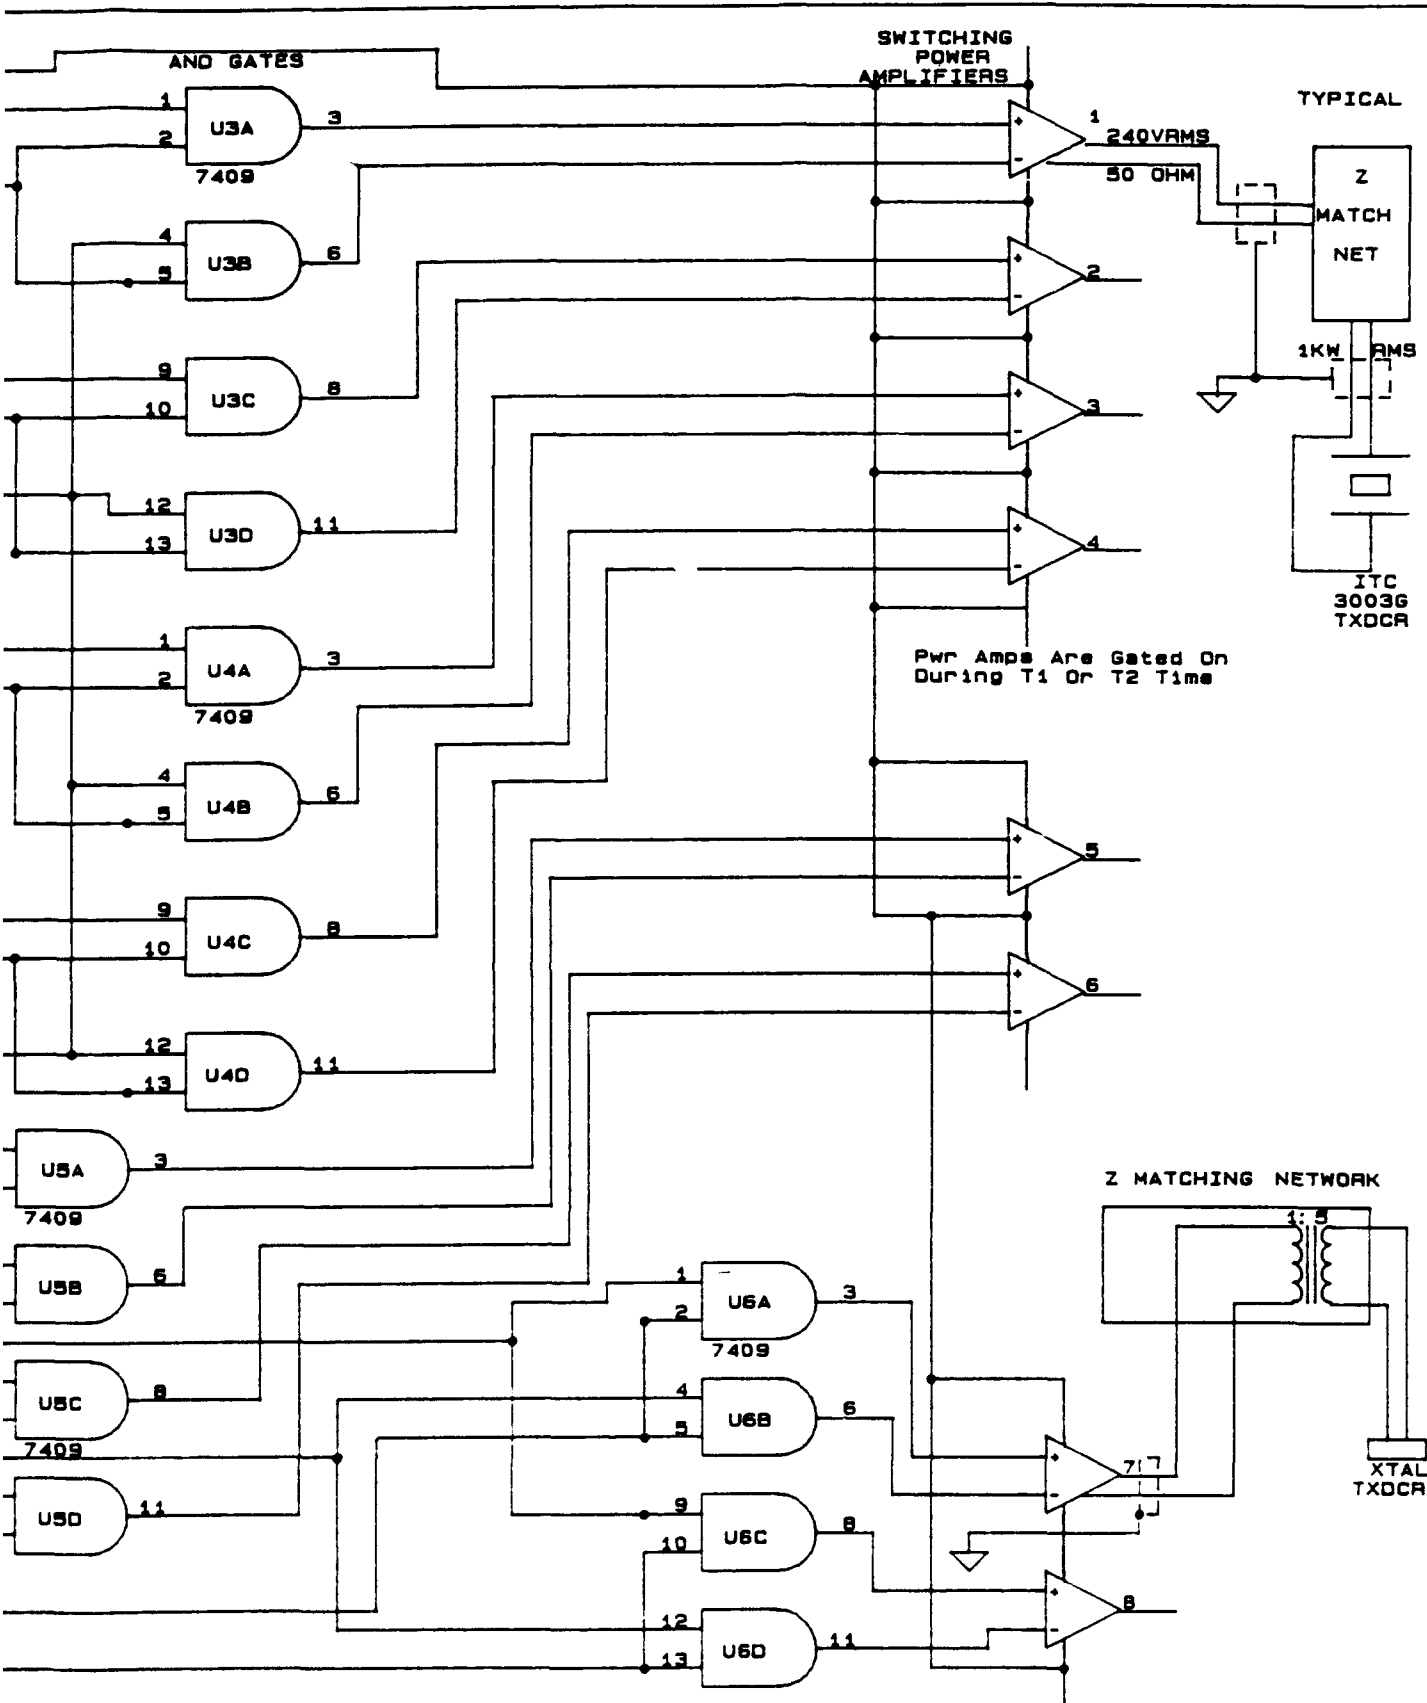 SWITCHING
POWER
AMPLIFIERS
AND GATES
TYPICAL
1
2
U3A
3
7409
+
-
1
240VRMS
50 OHM
Z
MATCH
NET
4
5
U3B
6
+
-
2
1KW RMS
9
10
U3C
8
+
-
3
12
13
U3D
11
+
-
4
ITC
3003G
TXDCR
1
2
U4A
3
7409
Pwr Amps Are Gated On
During T1 Or T2 Time
4
5
U4B
6
+
-
5
9
10
U4C
8
+
-
6
12
13
U4D
11
U5A
3
7409
Z MATCHING NETWORK
1: 5
U5B
6
1
2
U6A
3
7409
U5C
8
7409
4
5
U6B
6
+
-
7
XTAL
TXDCR
U5D
11
9
10
U6C
8
+
-
8
12
13
U6D
11